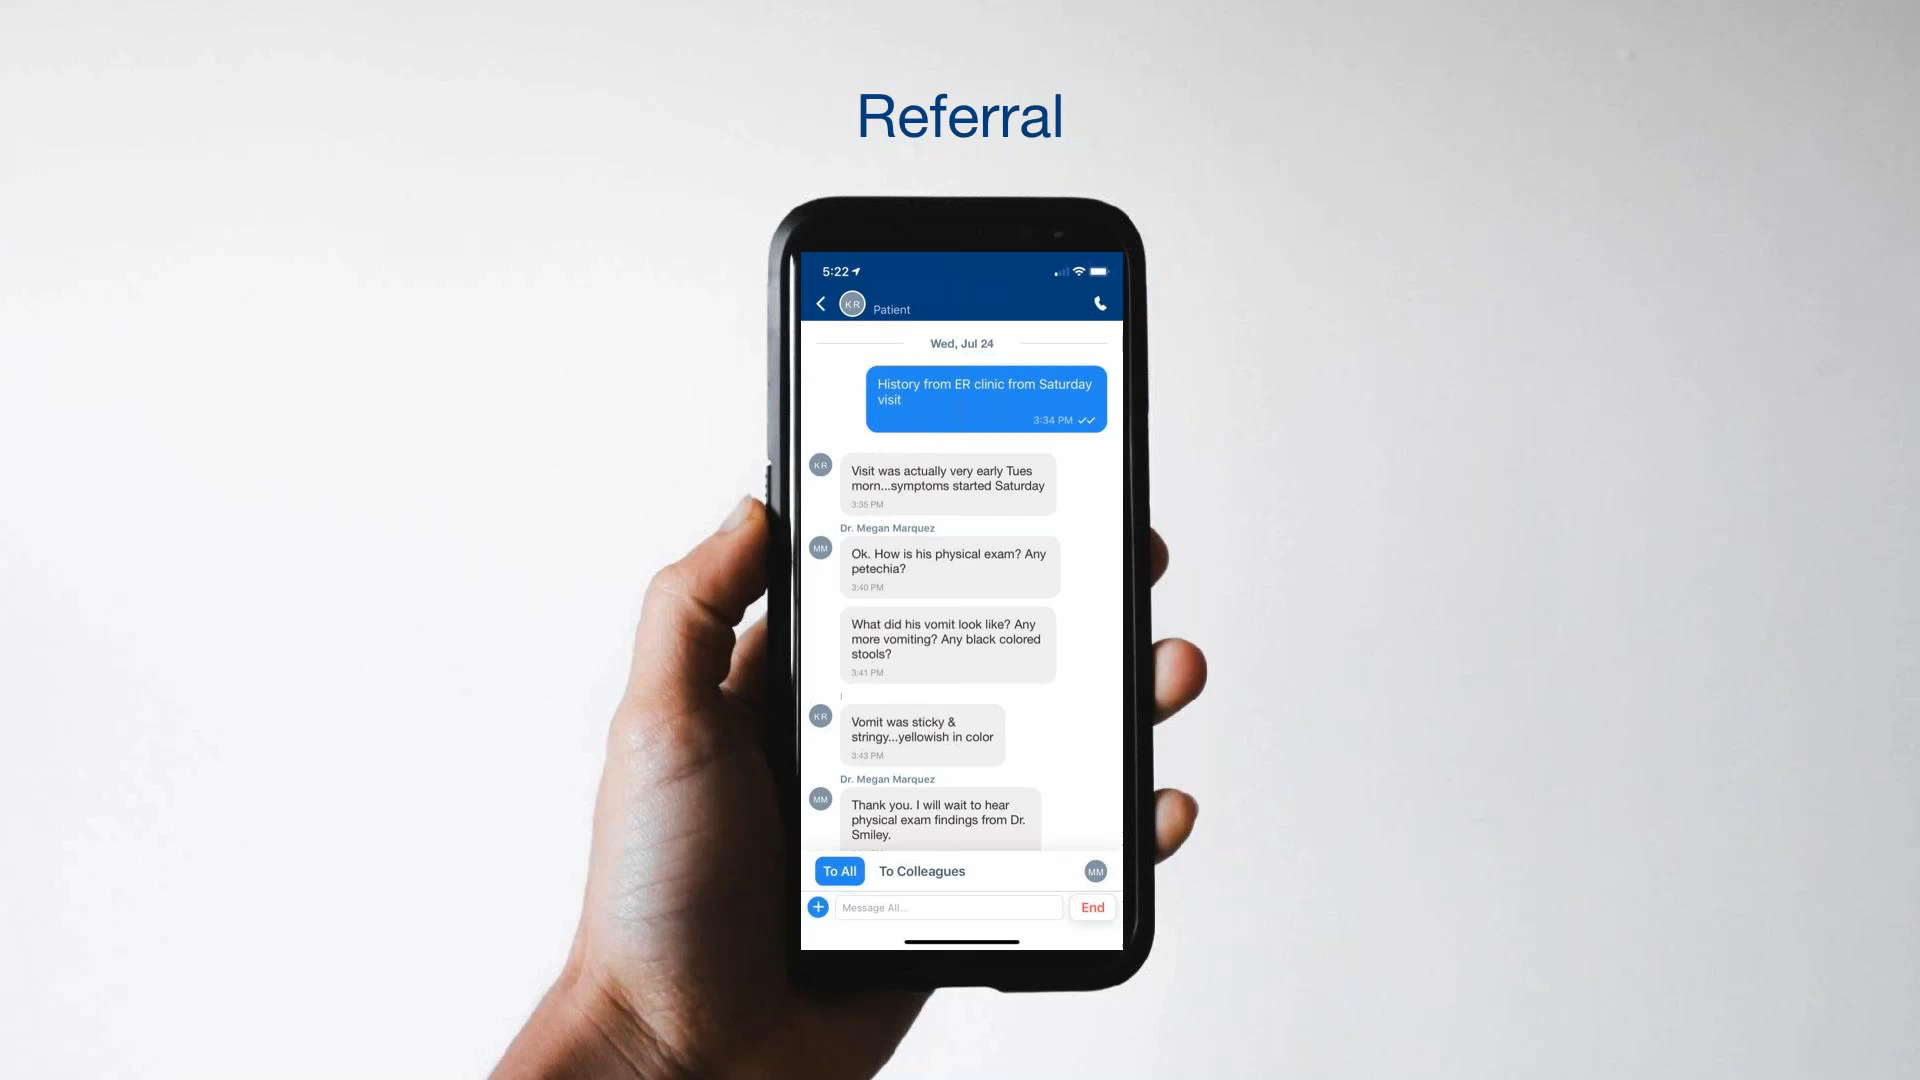 Referral
5:22
KR
Patient
Wed, Jul 24
History from ER clinic from Saturday
visit
3:34 PM
KR
Visit was actually very early Tues
morn...symptoms started Saturday
3:35 PM
Dr. Megan Marquez
MM
Ok. How is his physical exam? Any
petechia?
3:40 PM
What did his vomit look like? Any
more vomiting? Any black colored
stools?
3:41 PM
KR
Vomit was sticky &
stringy...yellowish in color
3:43 PM
Dr. Megan Marquez
MM
Thank you. I will wait to hear
physical exam findings from Dr.
Smiley.
To All
To Colleagues
MM
Message All...
End